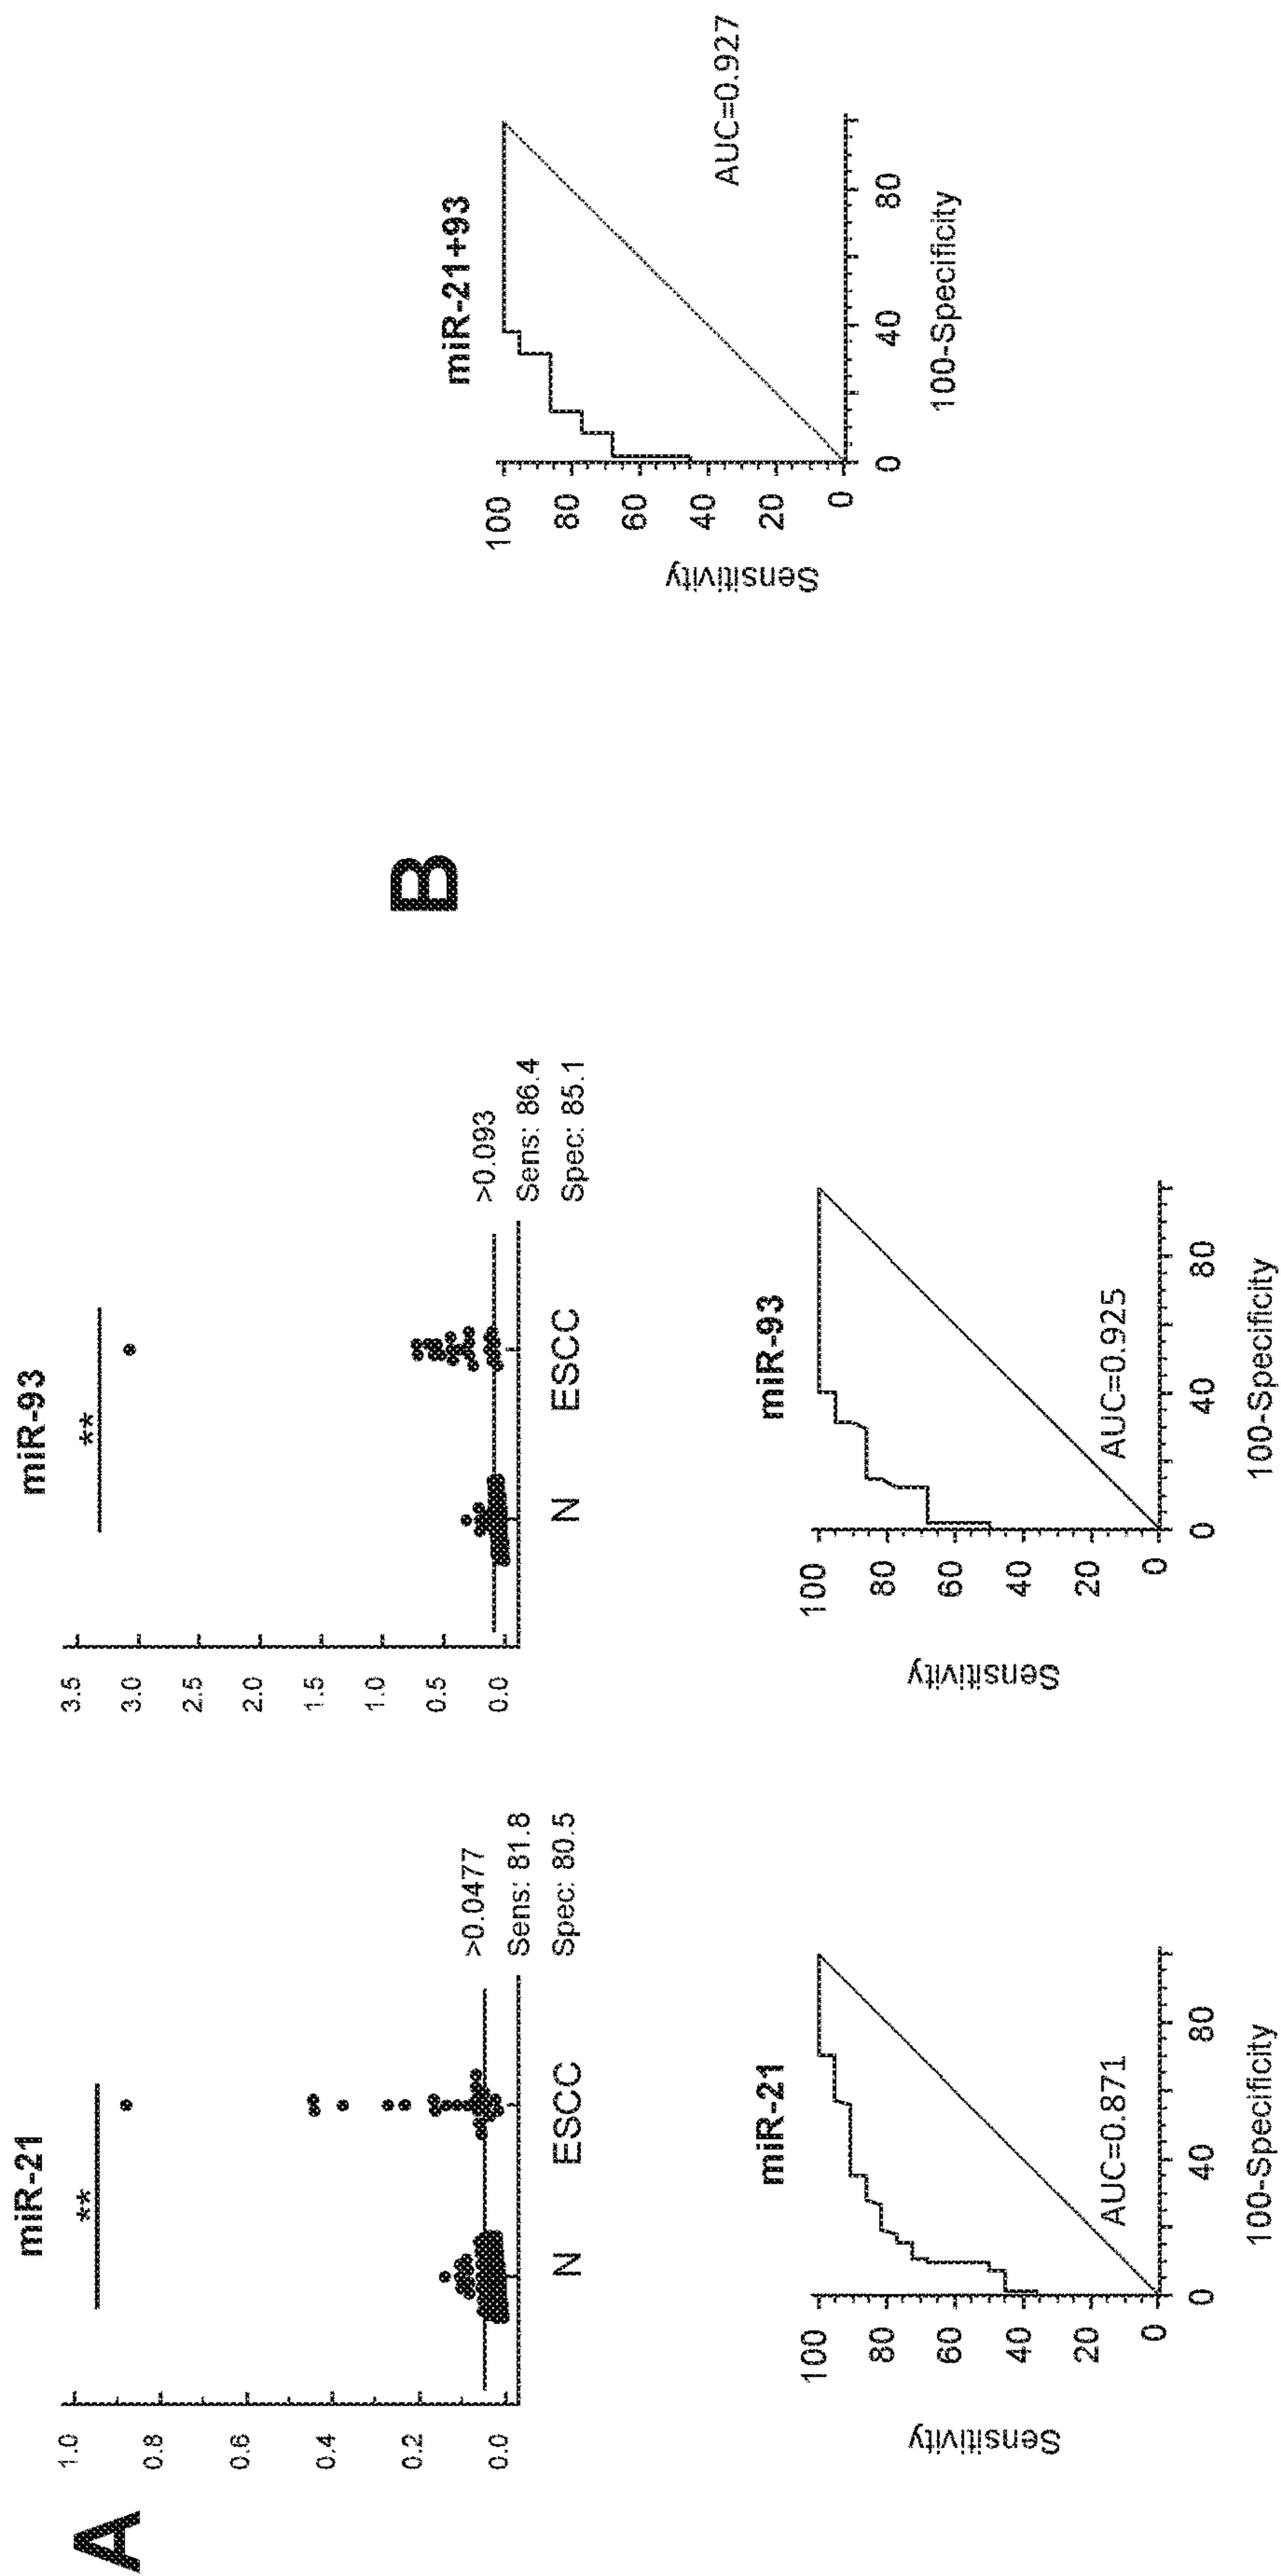 A
miR-21
**
1.0
0.8
0.6
0.4
0.2
0.0
N
ESCC
>0.0477
Sens: 81.8
Spec: 80.5
miR-93
**
3.5
3.0
2.5
2.0
1.5
1.0
0.5
0.0
N
ESCC
>0.093
Sens: 86.4
Spec: 85.1
miR-21
Sensitivity
100
80
60
40
20
0
0
40
80
AUC=0.871
100-Specificity
miR-93
Sensitivity
100
80
60
40
20
0
0
40
80
AUC=0.925
100-Specificity
B
miR-21+93
Sensitivity
100
80
60
40
20
0
0
40
80
AUC=0.927
100-Specificity